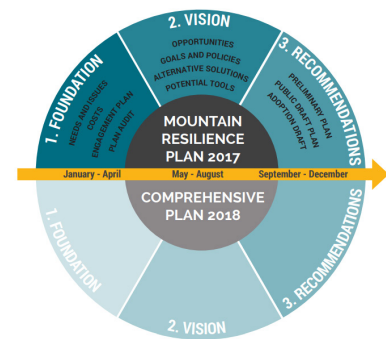 1. FOUNDATION
NEEDS AND ISSUES
COSTS
ENGAGEMENT PLAN
PLAN AUDIT
2. VISION
OPPORTUNITIES
GOALS AND POLICIES
ALTERNATIVE SOLUTIONS
POTENTIAL TOOLS
3. RECOMMENDATIONS
PRELIMINARY PLAN
PUBLIC DRAFT PLAN
ADOPTION DRAFT
MOUNTAIN
RESILIENCE
PLAN 2017
January - April
May - August
September - December
COMPREHENSIVE
PLAN 2018
1. FOUNDATION
2. VISION
3. RECOMMENDATIONS